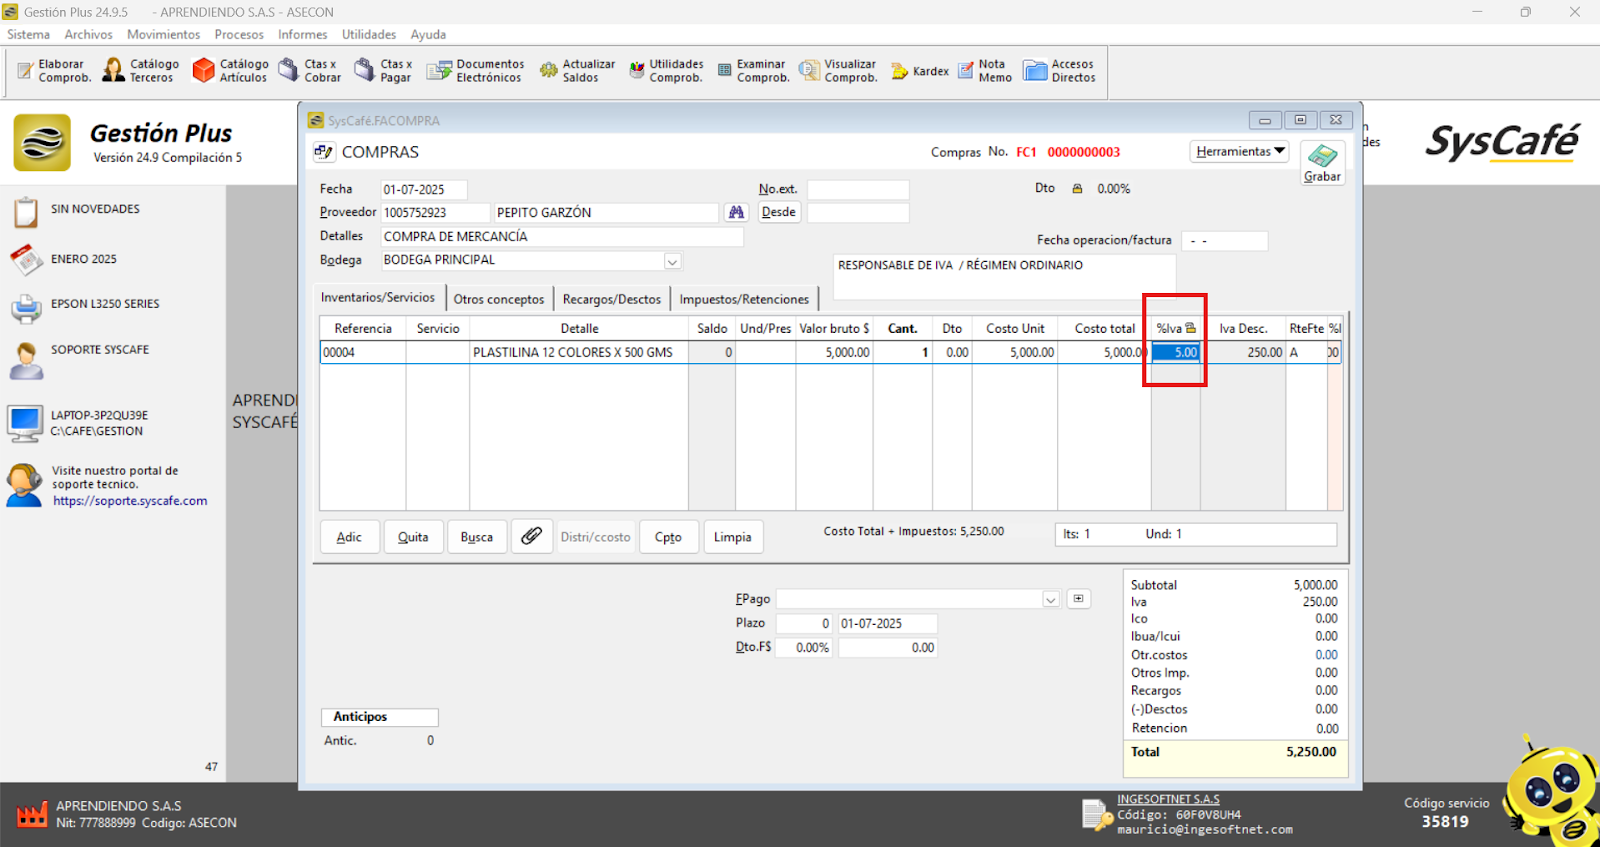 Gestión Plus 24.9.5 - APRENDIENDO S.A.S - ASECON
Sistema Archivos Movimientos Procesos Informes Utilidades Ayuda
Elaborar Comprob.
Catálogo Terceros
Catálogo Artículos
Ctas x Cobrar
Ctas x Pagar
Documentos Electrónicos
Actualizar Saldos
Utilidades Comprob.
Examinar Comprob.
Visualizar Comprob.
Kardex
Nota Memo
Accesos Directos
Gestión Plus
Versión 24.9 Compilación 5
SysCafé
SIN NOVEDADES
ENERO 2025
EPSON L3250 SERIES
SOPORTE SYSCAFE
LAPTOP-3P2QU39E
C:\CAFE\GESTION
Visite nuestro portal de
soporte tecnico.
https://soporte.syscafe.com
47
SysCafé.FACOMPRA
COMPRAS
Compras No. FC1 0000000003
Herramientas
Grabar
Fecha 01-07-2025
No.ext.
Dto 0.00%
Proveedor 1005752923 PEPITO GARZÓN
Desde
Detalles COMPRA DE MERCANCÍA
Fecha operacion/factura - -
Bodega BODEGA PRINCIPAL
RESPONSABLE DE IVA / RÉGIMEN ORDINARIO
Inventarios/Servicios Otros conceptos Recargos/Desctos Impuestos/Retenciones
Referencia Servicio Detalle Saldo Und/Pres Valor bruto $ Cant. Dto Costo Unit Costo total %Iva Iva Desc. RteFte %I
00004 PLASTILINA 12 COLORES X 500 GMS 0 5,000.00 1 0.00 5,000.00 5,000.00 5.00 250.00 A 00
Adic Quita Busca Distri/ccosto Cpto Limpia
Costo Total + Impuestos: 5,250.00
Its: 1 Und: 1
FPago
Plazo 0 01-07-2025
Dto.F$ 0.00% 0.00
Subtotal 5,000.00
Iva 250.00
Ico 0.00
Ibua/Icui 0.00
Otr.costos 0.00
Otros Imp. 0.00
Recargos 0.00
(-)Desctos 0.00
Retencion 0.00
Total 5,250.00
Anticipos
Antic. 0
APRENDIENDO S.A.S
Nit: 777888999 Codigo: ASECON
INGESOFTNET S.A.S
Código: 60F0V8UH4
mauricio@ingesoftnet.com
Código servicio
35819